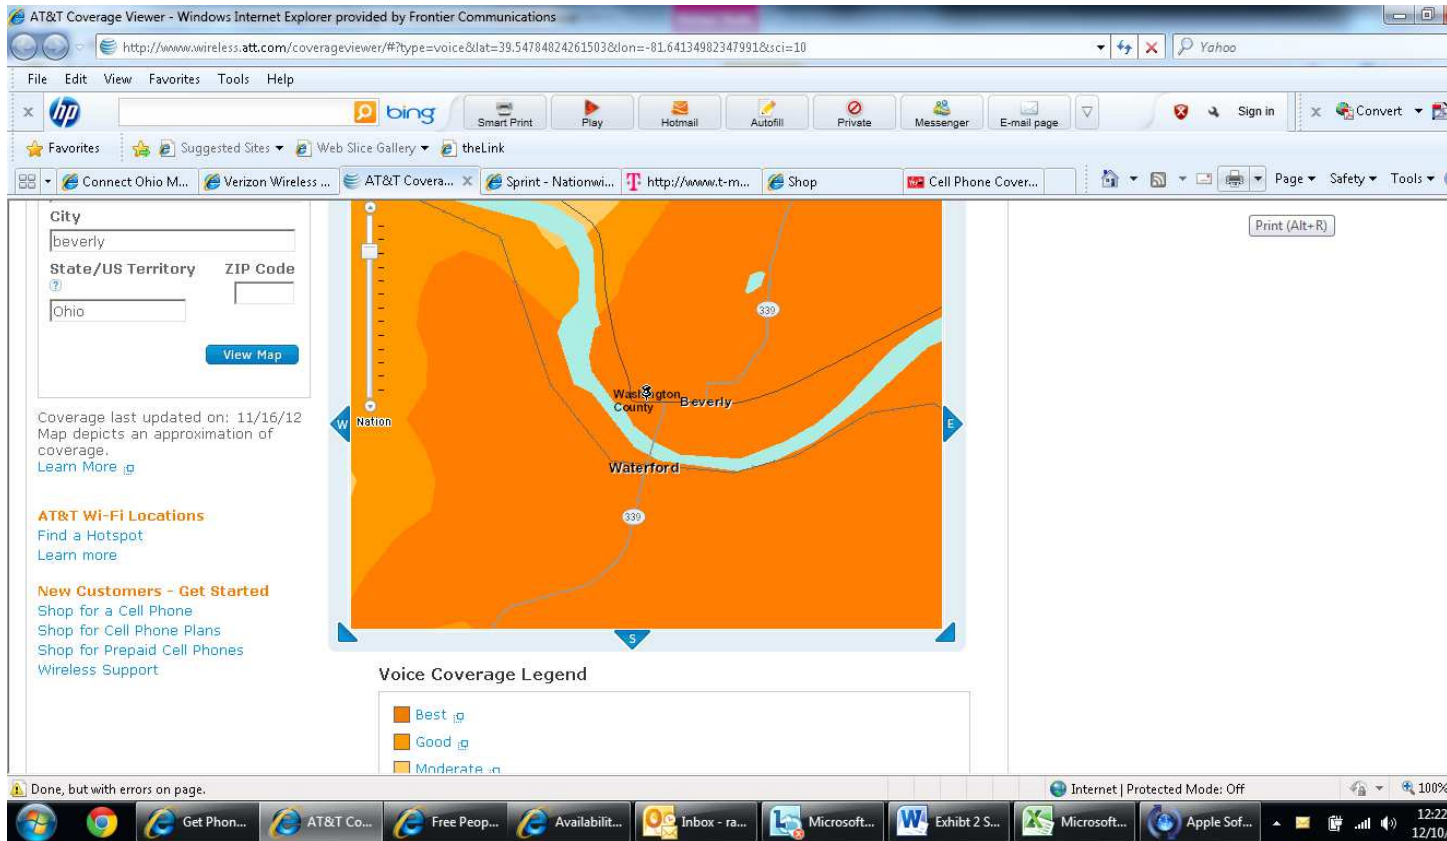 AT&T Coverage Viewer - Windows Internet Explorer provided by Frontier Communications
http://www.wireless.att.com/coverageviewer/#?type=voice&lat=39.54784824261503&lon=-81.64134982347991&sci=10
Yahoo
File Edit View Favorites Tools Help
x hp bing Smart Print Play Hotmail Autofill Private Messenger E-mail page Sign in x Convert
Favorites Suggested Sites Web Slice Gallery theLink
Connect Ohio M... Verizon Wireless ... AT&T Covera... X Sprint - Nationwi... http://www.t-m... Shop Cell Phone Cover... Page Safety Tools
Print (Alt+R)
City
beverly
State/US Territory ZIP Code
?
Ohio
View Map
Coverage last updated on: 11/16/12
Map depicts an approximation of
coverage.
Learn More
AT&T Wi-Fi Locations
Find a Hotspot
Learn more
New Customers - Get Started
Shop for a Cell Phone
Shop for Cell Phone Plans
Shop for Prepaid Cell Phones
Wireless Support
Nation
W
E
S
339
Washington
County
Beverly
Waterford
339
Voice Coverage Legend
Best
Good
Moderate
Done, but with errors on page. Internet | Protected Mode: Off 100%
Get Phon... AT&T Co... Free Peop... Availabilit... Inbox - ra... Microsoft... Exhibt 2 S... Microsoft... Apple Sof... 12:22
12/10/